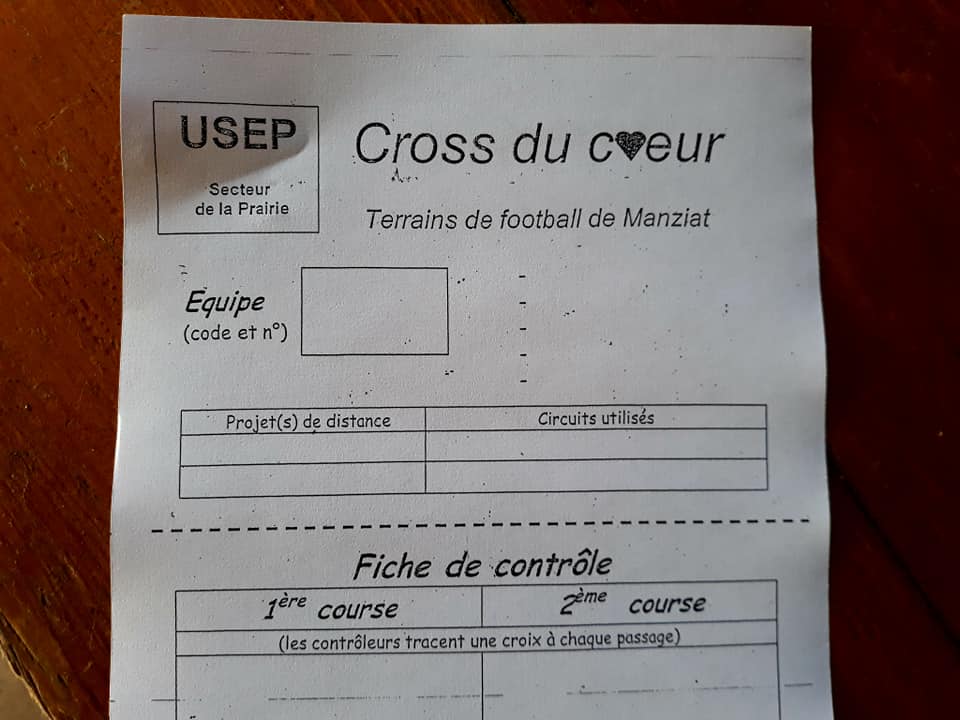 USEP
Secteur
de la Prairie
Cross du c♥eur
Terrains de football de Manziat
Equipe
(code et n°)
-
-
-
-
-
Projet(s) de distance
Circuits utilisés
Fiche de contrôle
1ère course
2ème course
(les contrôleurs tracent une croix à chaque passage)